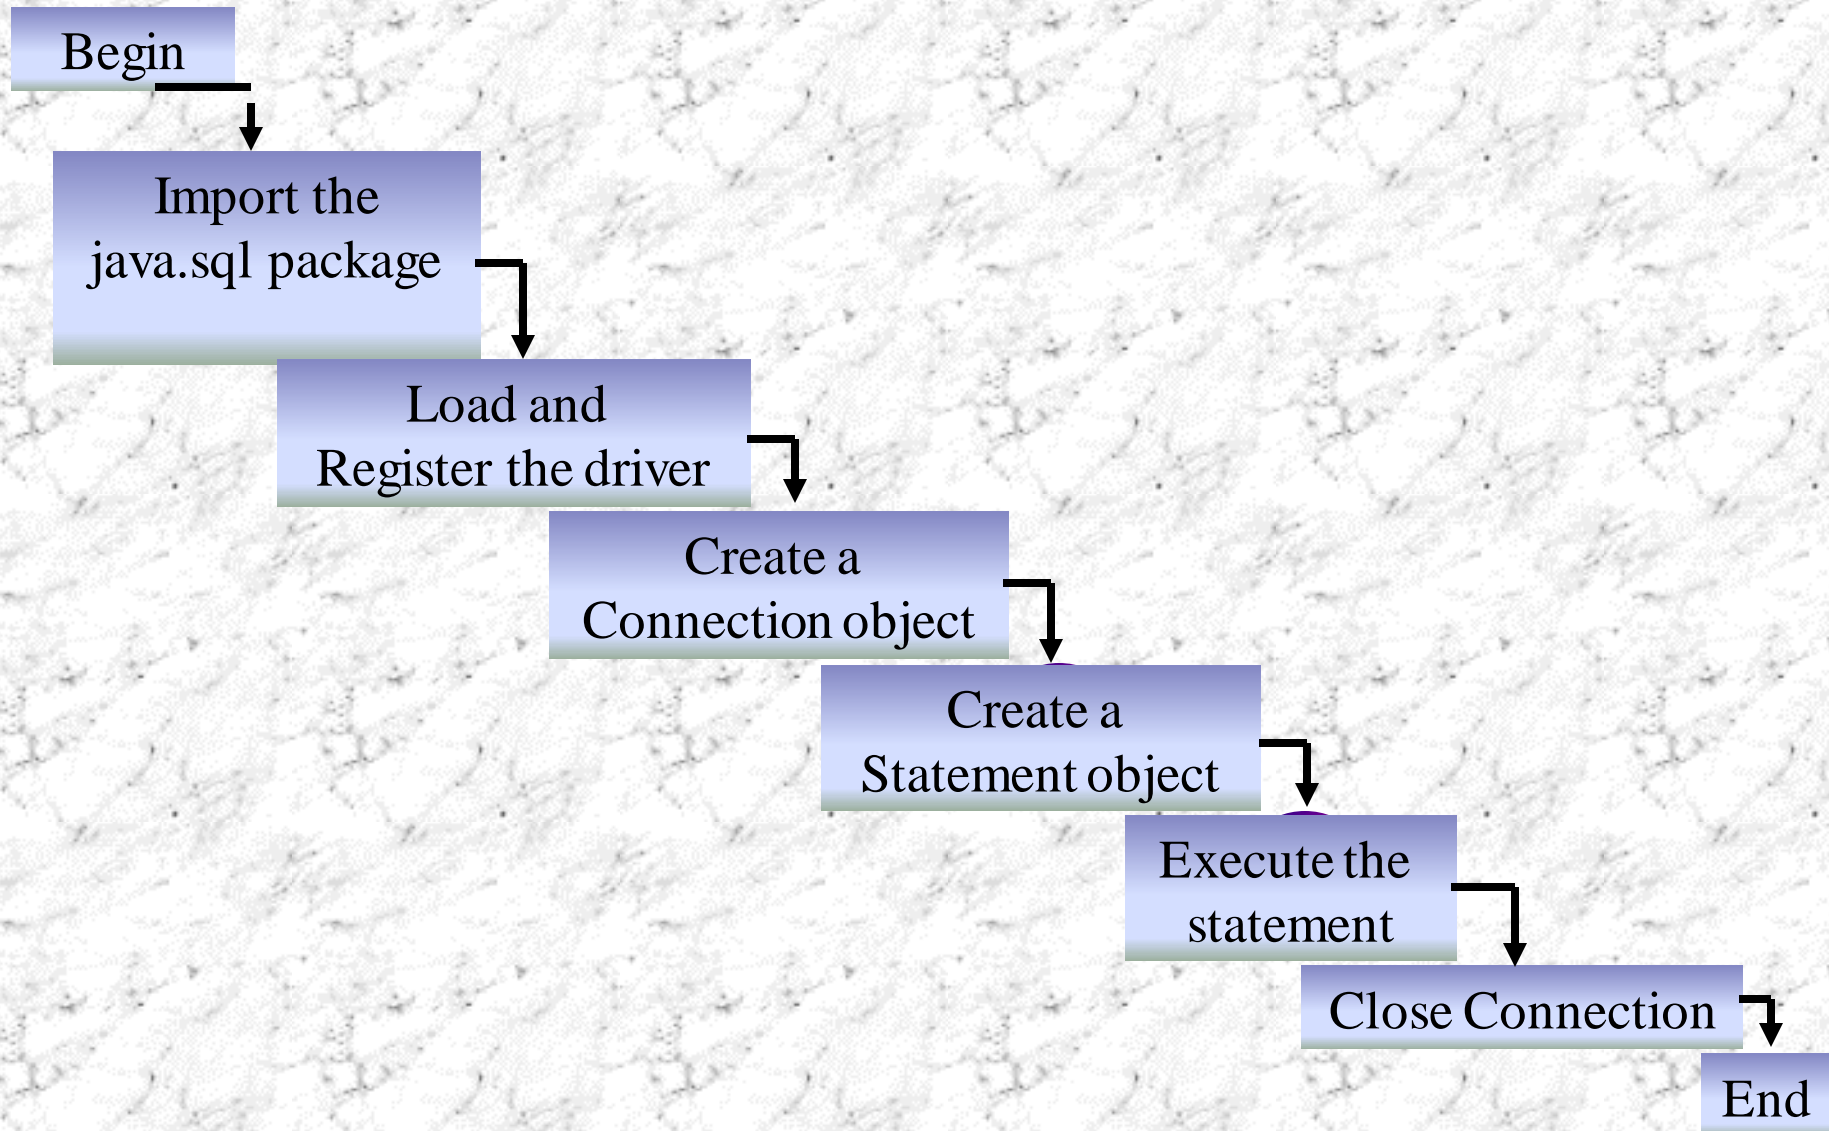 Begin
Import the
java.sql package
Load and
Register the driver
Create a
Connection object
Create a
Statement object
Execute the
statement
Close Connection
End